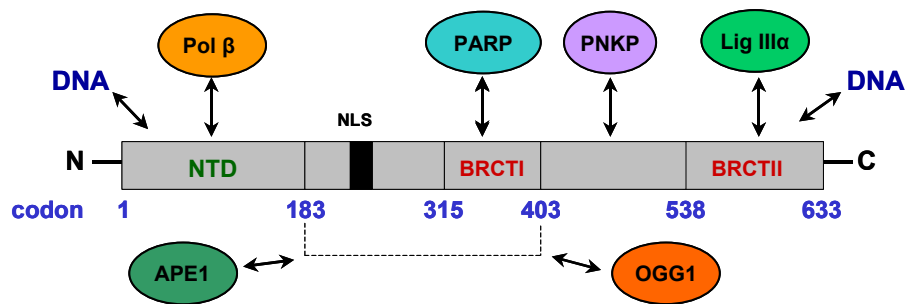 Pol β PARP PNKP Lig IIIα
DNA DNA
NLS
N NTD BRCTI BRCTII C
codon 1 183 315 403 538 633
APE1 OGG1